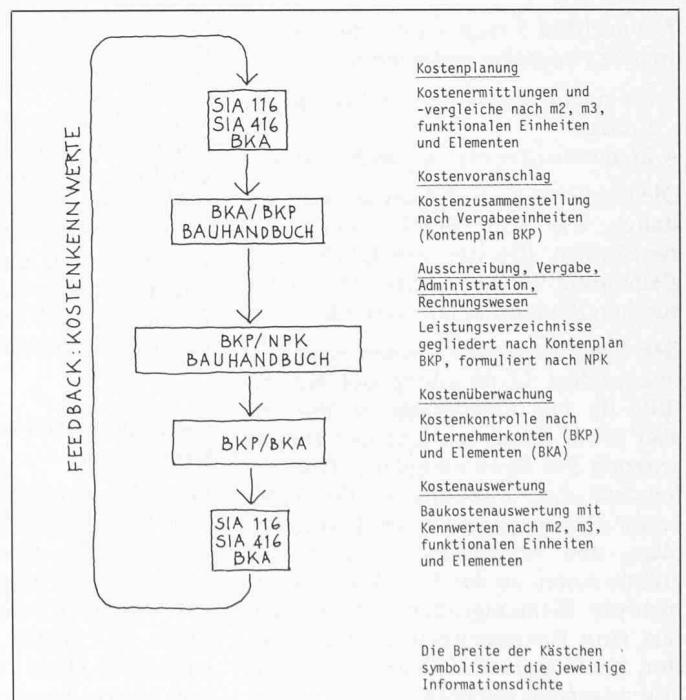 FEEDBACK: KOSTENKENNWERTE
SIA 116
SIA 416
BKA
BKA/BKP
BAUHANDBUCH
BKP/NPK
BAUHANDBUCH
BKP/BKA
SIA 116
SIA 416
BKA
Kostenplanung
Kostenermittlungen und
-vergleiche nach m2, m3,
funktionalen Einheiten
und Elementen
Kostenvoranschlag
Kostenzusammenstellung
nach Vergabeeinheiten
(Kontenplan BKP)
Ausschreibung, Vergabe,
Administration,
Rechnungswesen
Leistungsverzeichnisse
gegliedert nach Kontenplan
BKP, formuliert nach NPK
Kostenüberwachung
Kostenkontrolle nach
Unternehmerkonten (BKP)
und Elementen (BKA)
Kostenauswertung
Baukostenauswertung mit
Kennwerten nach m2, m3,
funktionalen Einheiten
und Elementen
Die Breite der Kästchen
symbolisiert die jeweilige
Informationsdichte